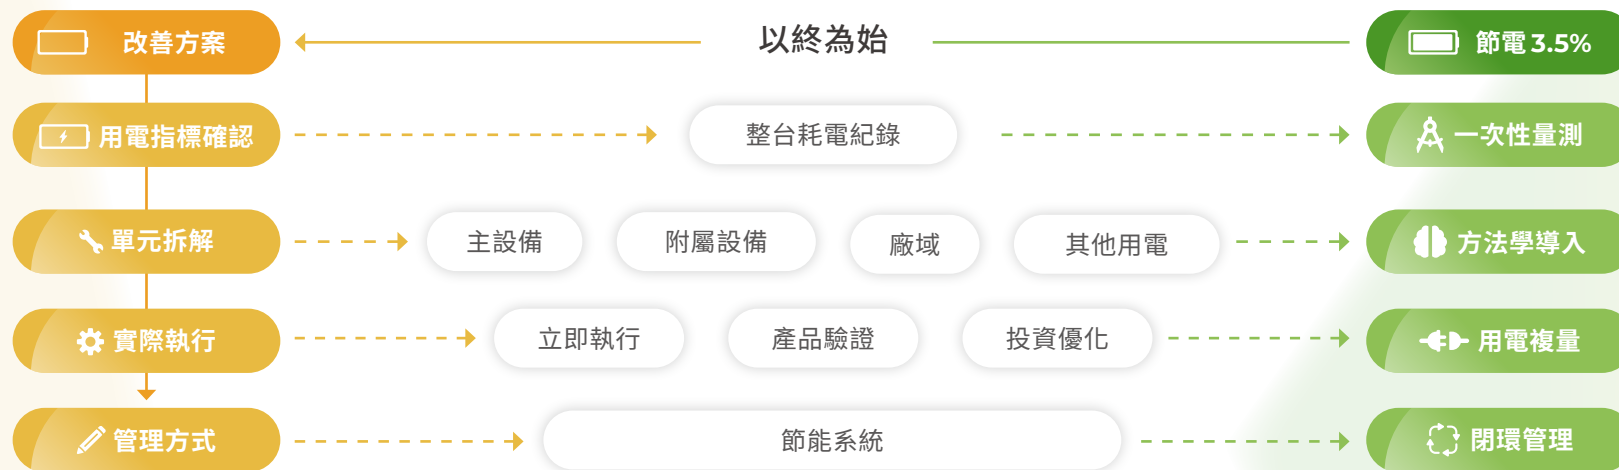 改善方案
以終為始
節電 3.5%
用電指標確認
整台耗電紀錄
一次性量測
單元拆解
主設備
附屬設備
廠域
其他用電
方法學導入
實際執行
立即執行
產品驗證
投資優化
用電複量
管理方式
節能系統
閉環管理